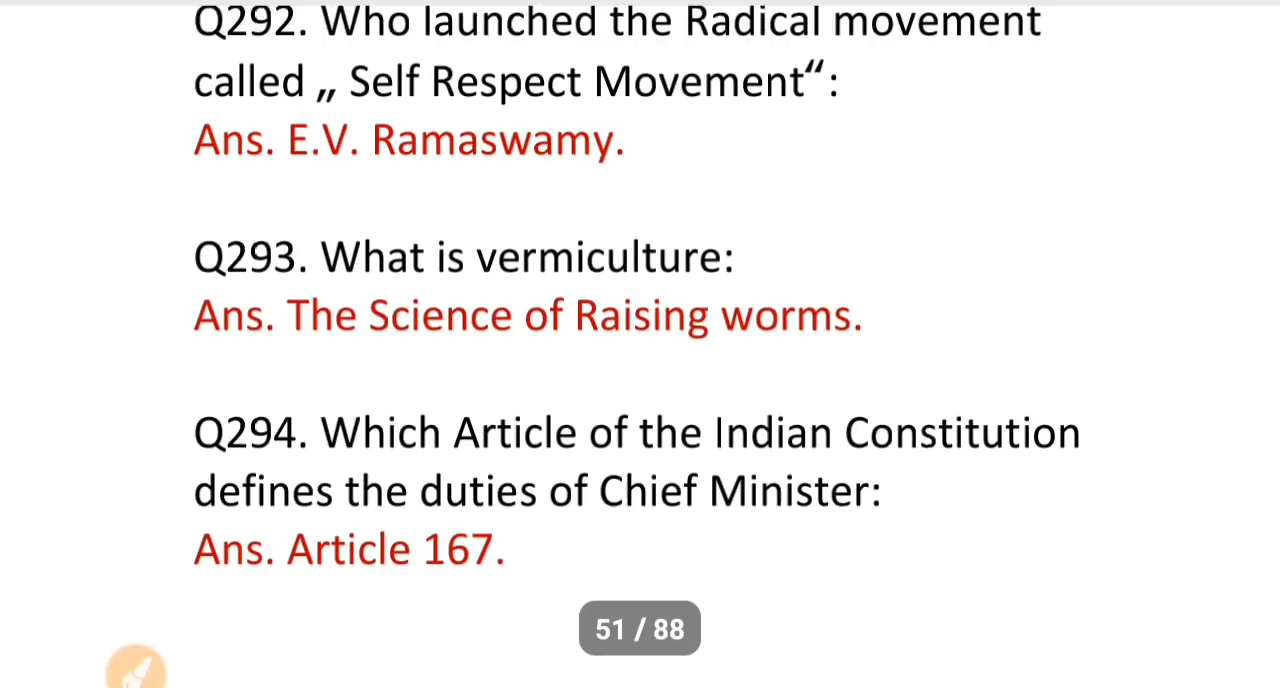 Q292. Who launched the Radical movement
called „ Self Respect Movement“:
Ans. E.V. Ramaswamy.
Q293. What is vermiculture:
Ans. The Science of Raising worms.
Q294. Which Article of the Indian Constitution
defines the duties of Chief Minister:
Ans. Article 167.
51 / 88